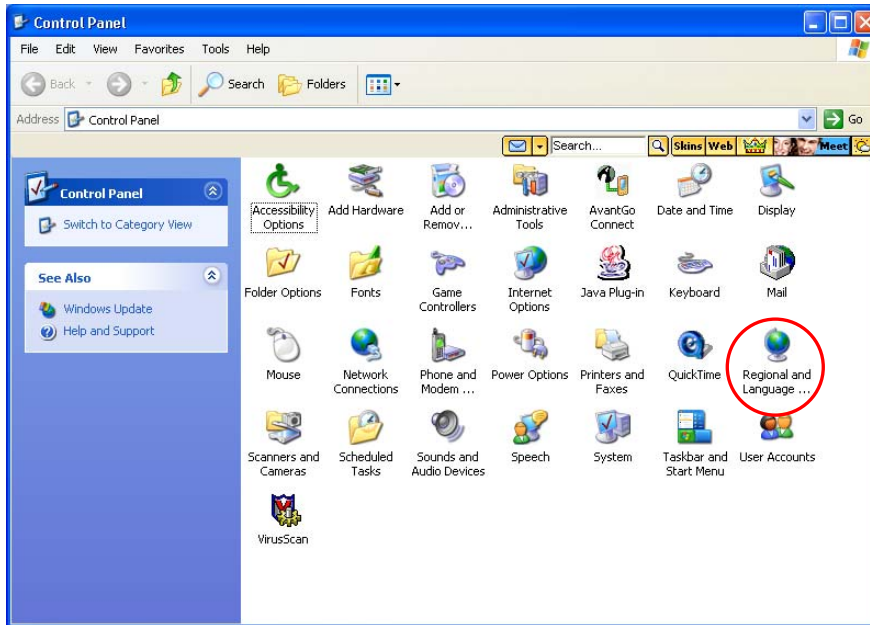 Control Panel
File Edit View Favorites Tools Help
Back Search Folders
Address Control Panel Go
Search... Skins Web Meet
Control Panel
Switch to Category View
See Also
Windows Update
Help and Support
Accessibility Options
Add Hardware
Add or Remov...
Administrative Tools
AvantGo Connect
Date and Time
Display
Folder Options
Fonts
Game Controllers
Internet Options
Java Plug-in
Keyboard
Mail
Mouse
Network Connections
Phone and Modem ...
Power Options
Printers and Faxes
QuickTime
Regional and Language ...
Scanners and Cameras
Scheduled Tasks
Sounds and Audio Devices
Speech
System
Taskbar and Start Menu
User Accounts
VirusScan